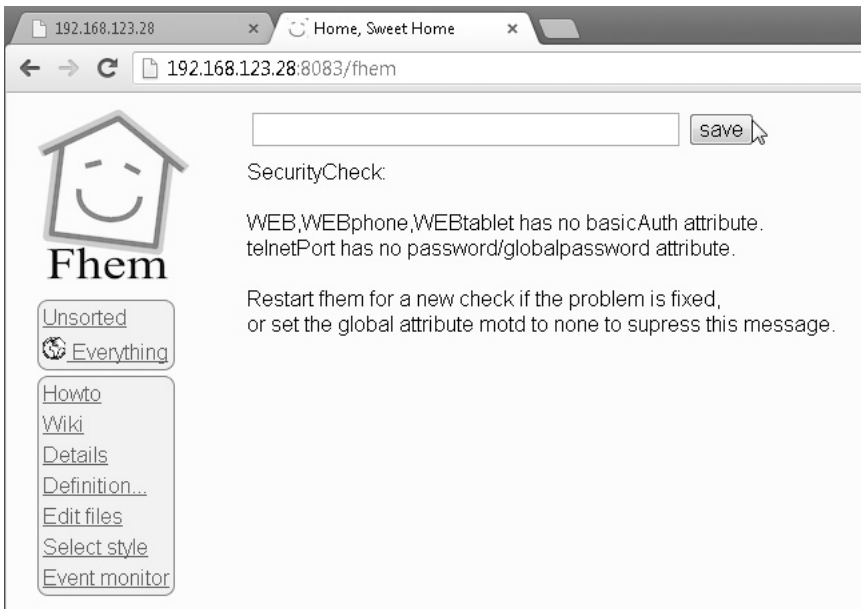 192.168.123.28
Home, Sweet Home
192.168.123.28:8083/fhem
save
SecurityCheck:
WEB,WEBphone,WEBtablet has no basicAuth attribute.
telnetPort has no password/globalpassword attribute.
Restart fhem for a new check if the problem is fixed,
or set the global attribute motd to none to supress this message.
Fhem
Unsorted
Everything
Howto
Wiki
Details
Definition...
Edit files
Select style
Event monitor